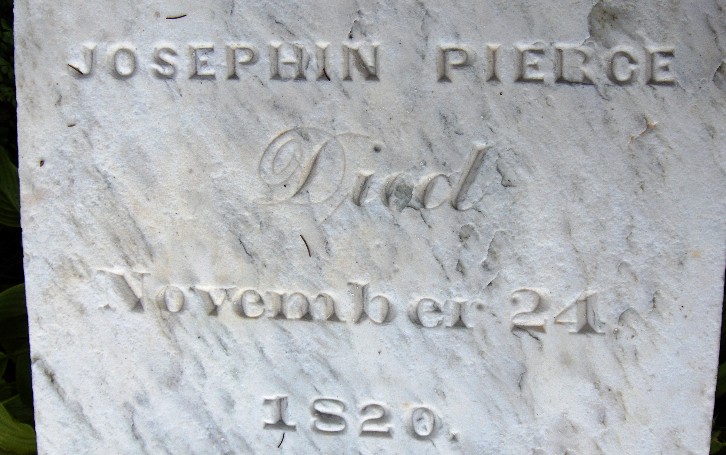 JOSEPHIN PIERCE
Died
November 24.
1820.